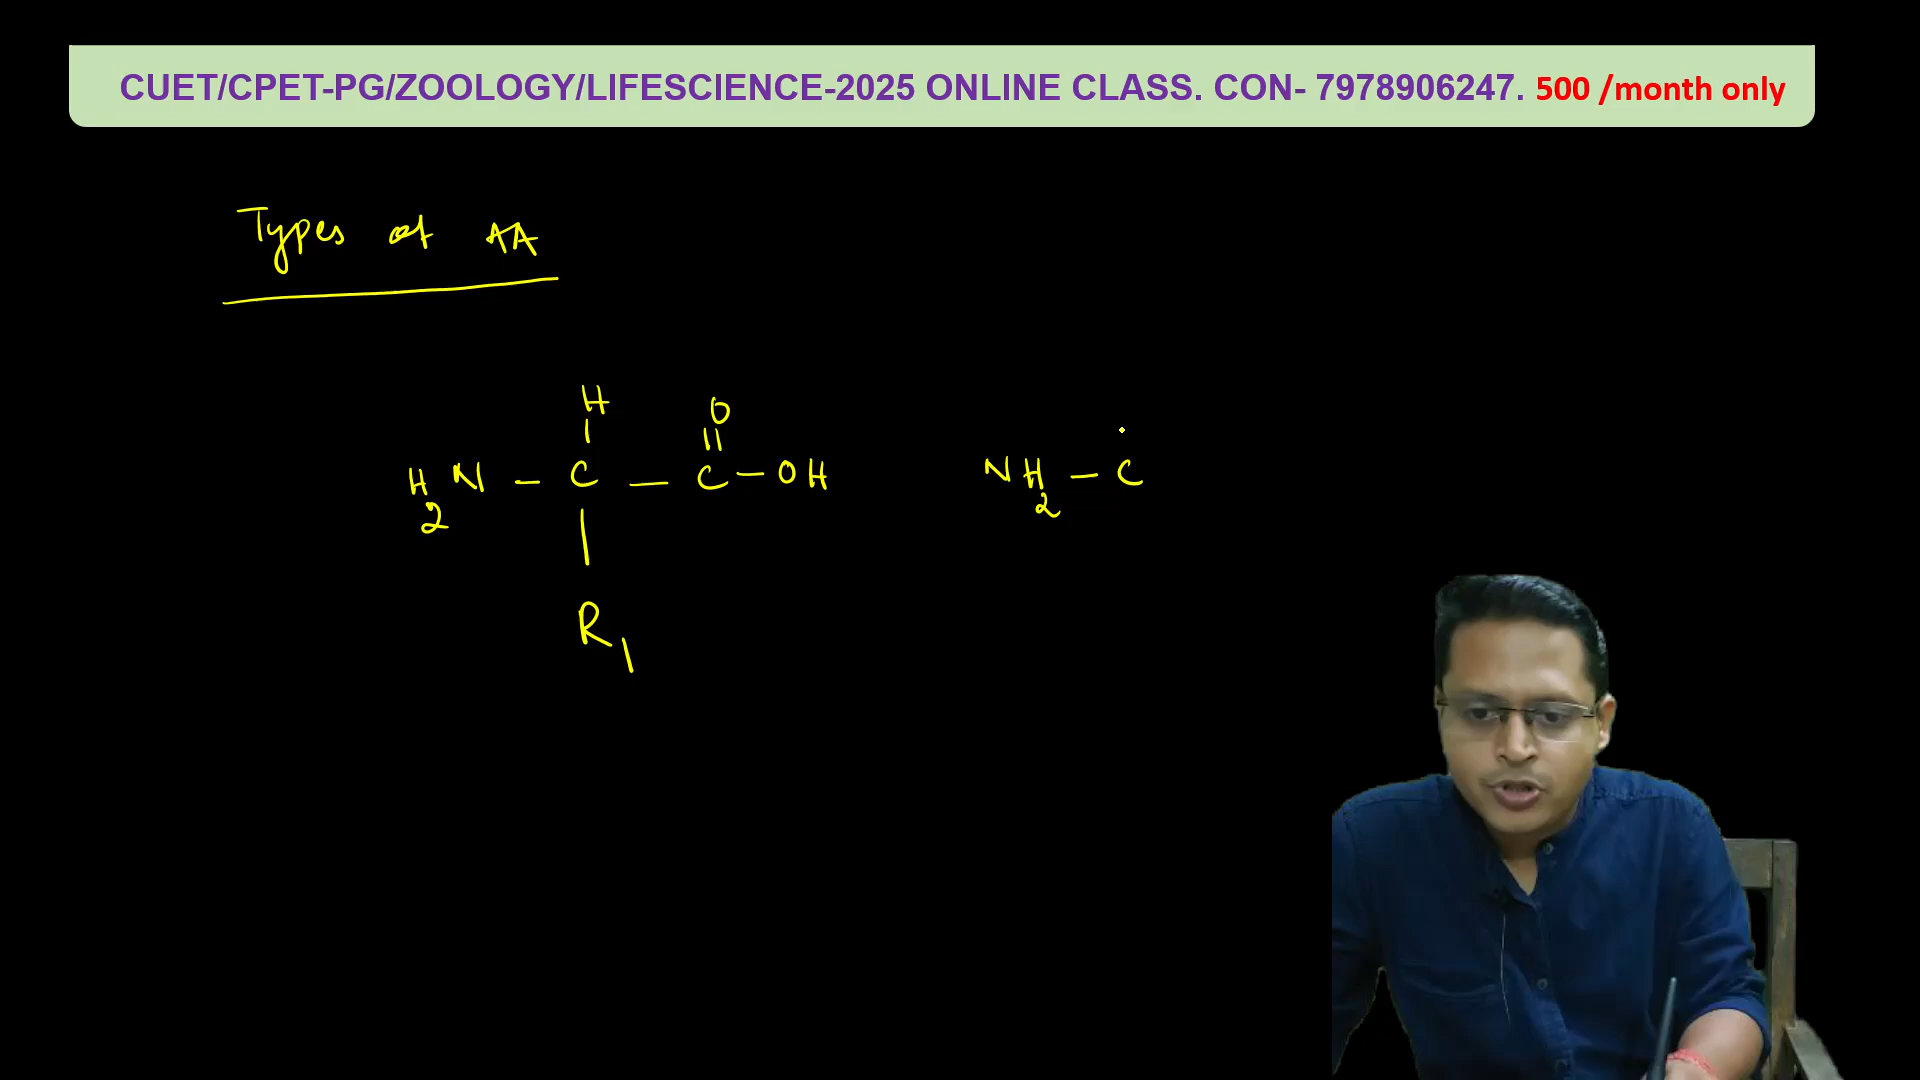 CUET/CPET-PG/ZOOLOGY/LIFESCIENCE-2025 ONLINE CLASS. CON- 7978906247. 500 /month only
Types of AA
H O
H2N - C - C - OH NH2 - C
R1